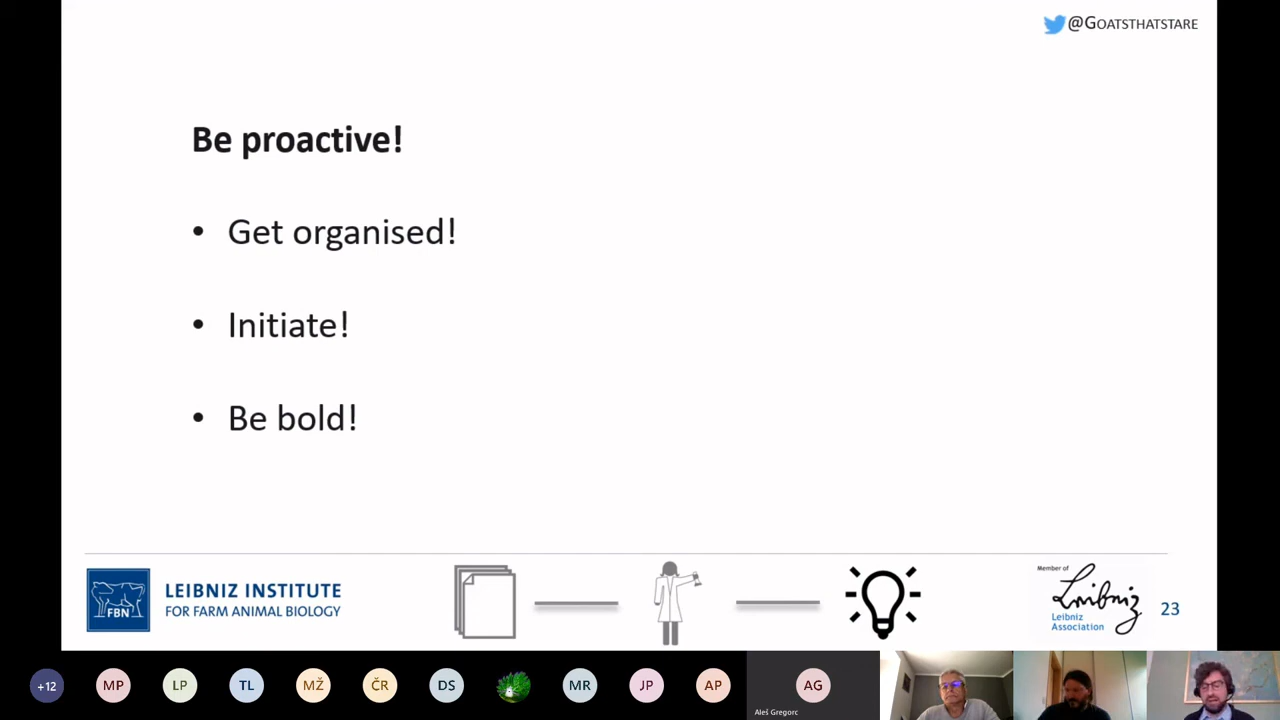 @GOATSTHATSTARE
Be proactive!
• Get organised!
• Initiate!
• Be bold!
FBN
LEIBNIZ INSTITUTE
FOR FARM ANIMAL BIOLOGY
Member of
Leibniz
Leibniz
Association
23
+12
MP
LP
TL
MŽ
ČR
DS
MR
JP
AP
AG
Aleš Gregorc